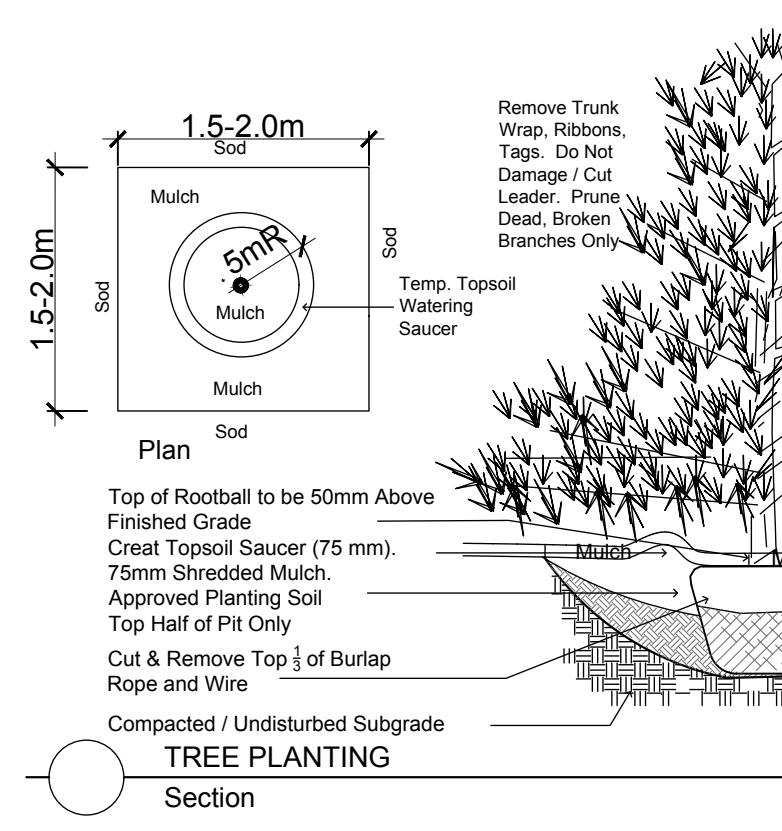 1.5-2.0m
Sod
Mulch
1.5-2.0m
Sod
.5mR
Mulch
Sod
Mulch
Sod
Plan
Temp. Topsoil
Watering
Saucer
Remove Trunk
Wrap, Ribbons,
Tags. Do Not
Damage / Cut
Leader. Prune
Dead, Broken
Branches Only
Top of Rootball to be 50mm Above
Finished Grade
Creat Topsoil Saucer (75 mm).
75mm Shredded Mulch.
Approved Planting Soil
Top Half of Pit Only
Cut & Remove Top 1/3 of Burlap
Rope and Wire
Compacted / Undisturbed Subgrade
Mulch
TREE PLANTING
Section